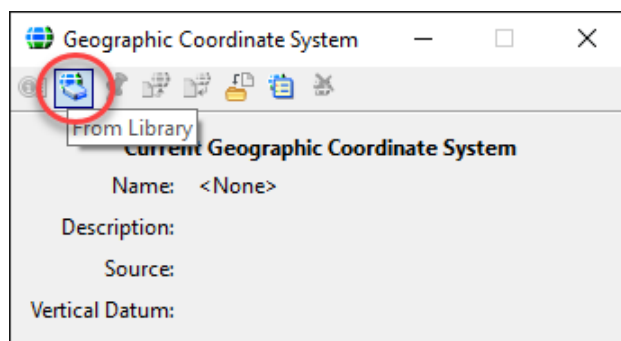 Geographic Coordinate System
From Library
Current Geographic Coordinate System
Name: <None>
Description:
Source:
Vertical Datum: